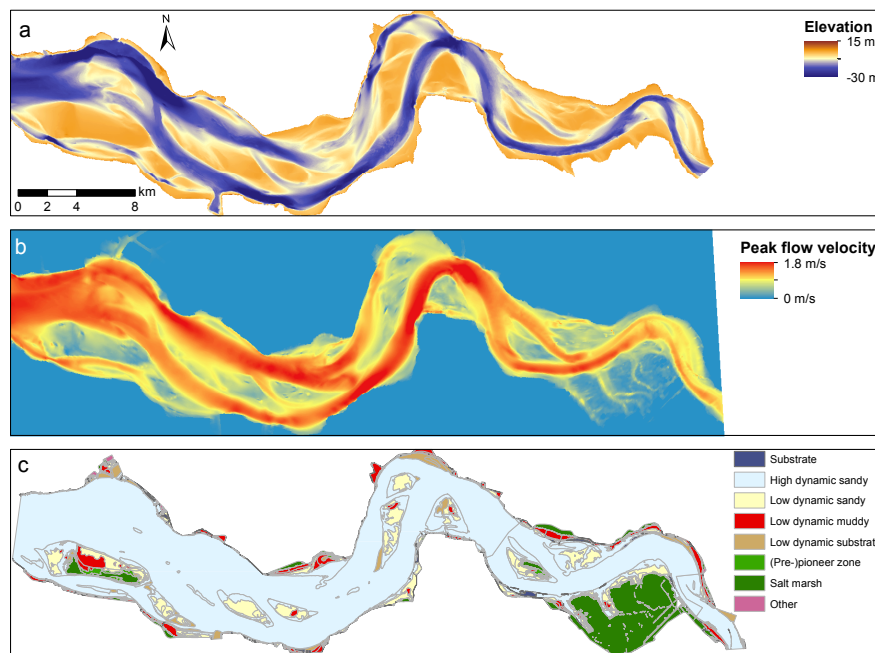 a
N
Elevation
15 m
-30 m
km
0 2 4 8
b
Peak flow velocity
1.8 m/s
0 m/s
c
Substrate
High dynamic sandy
Low dynamic sandy
Low dynamic muddy
Low dynamic substrat
(Pre-)pioneer zone
Salt marsh
Other